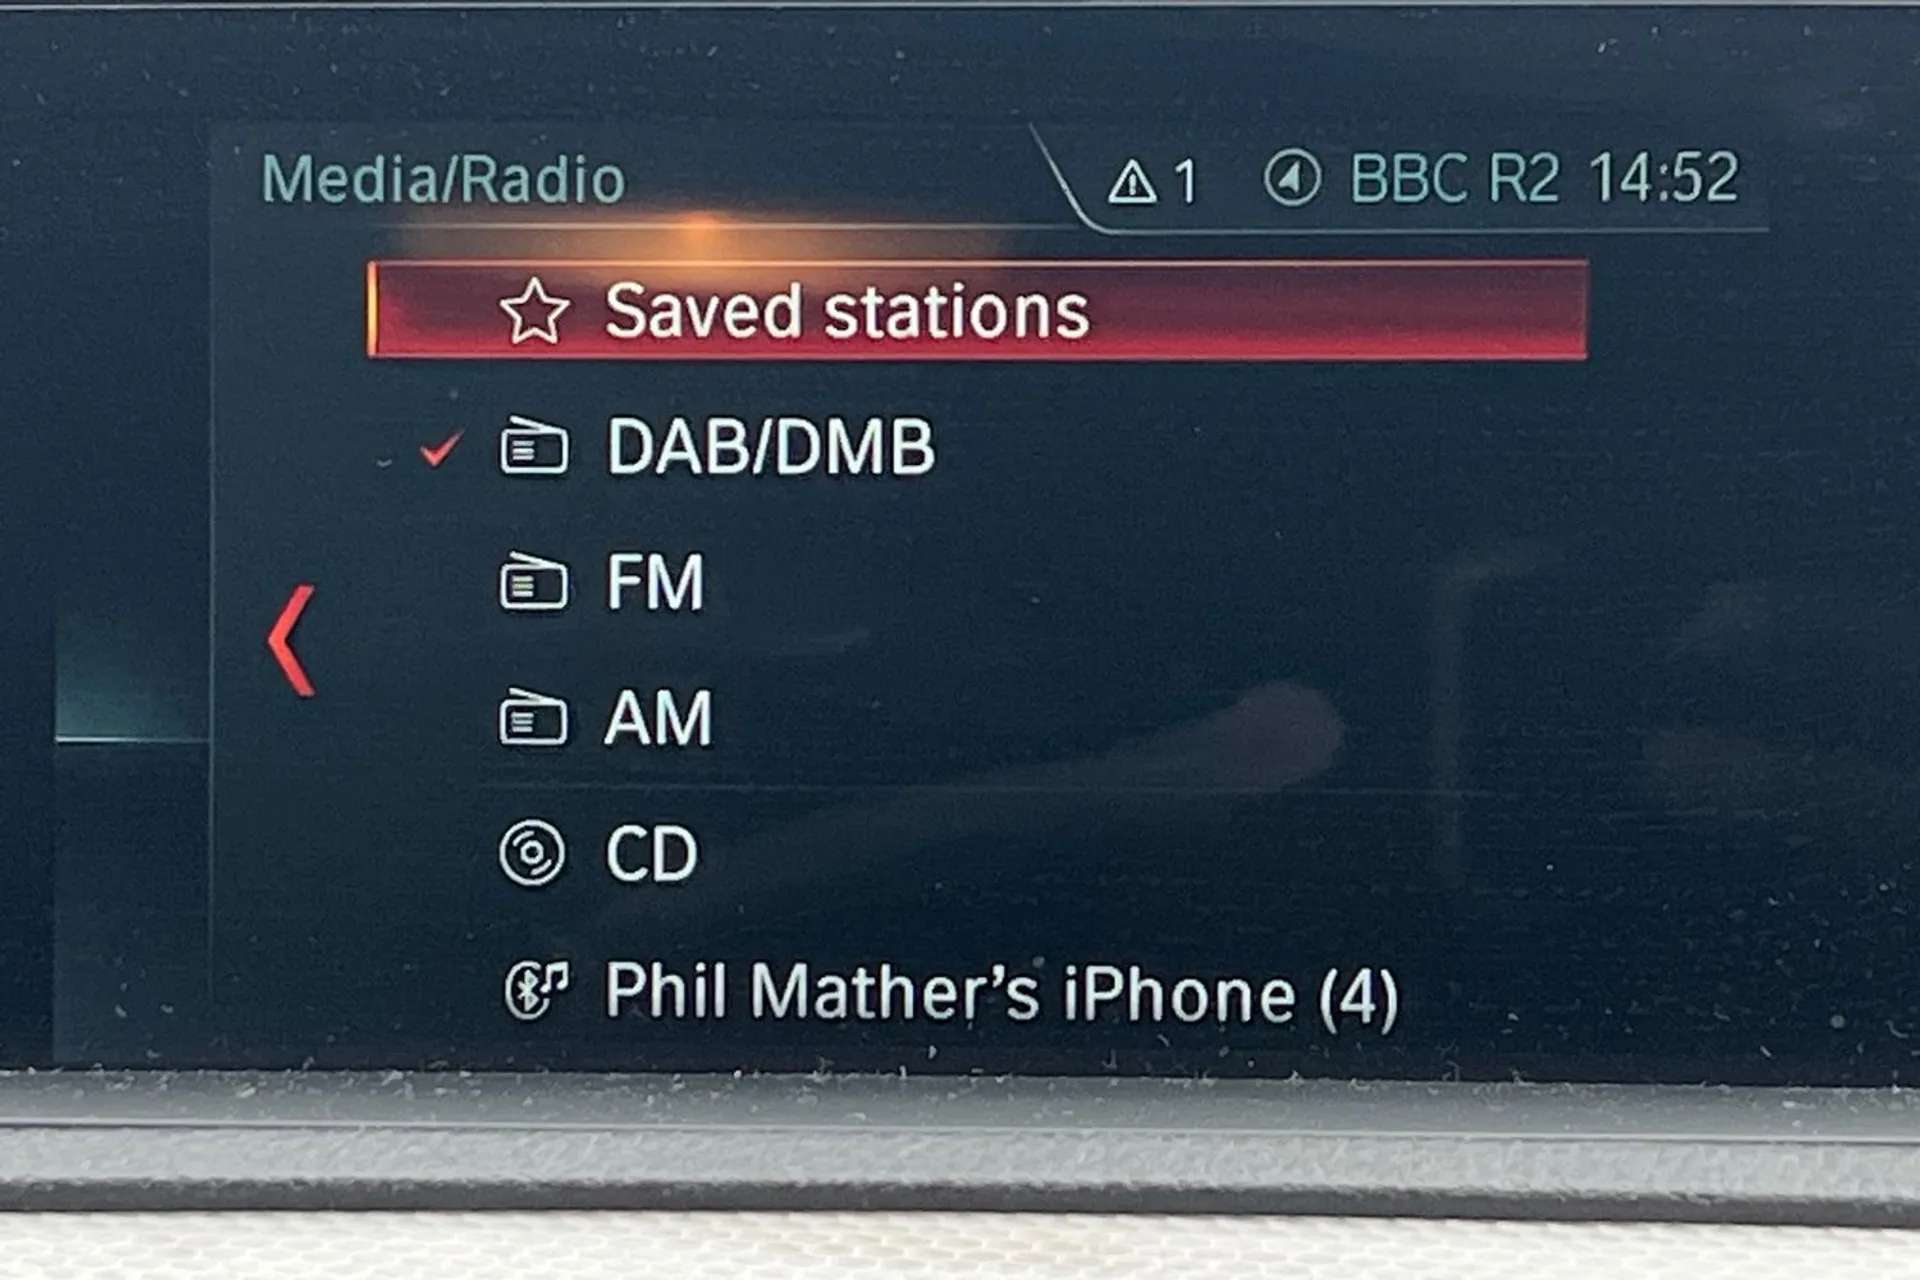 Media/Radio
1 BBC R2 14:52
Saved stations
DAB/DMB
FM
AM
CD
Phil Mather’s iPhone (4)